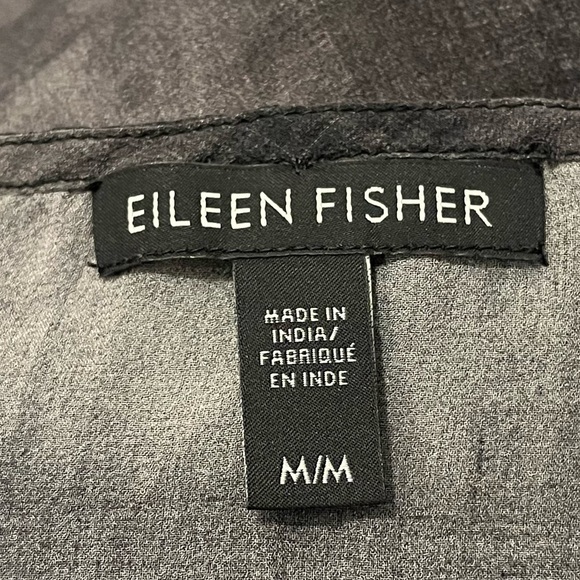 EILEEN FISHER
MADE IN
INDIA/
FABRIQUÉ
EN INDE
M/M